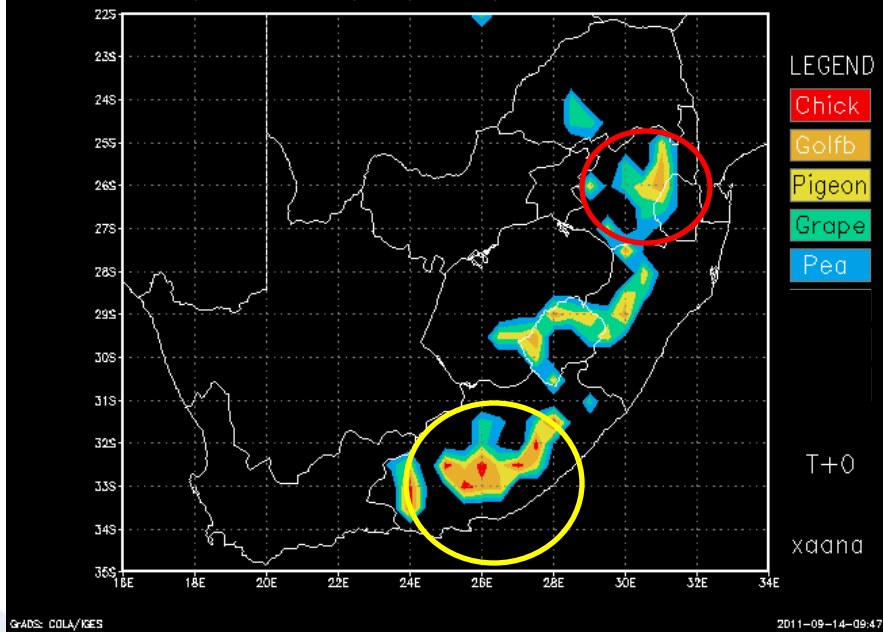 22S
23S
24S
25S
26S
27S
28S
29S
30S
31S
32S
33S
34S
35S
16E
18E
20E
22E
24E
26E
28E
30E
32E
34E
LEGEND
Chick
Golfb
Pigeon
Grape
Pea
T+0
xaana
GrADS: COLA/IGES
2011-09-14-09:47